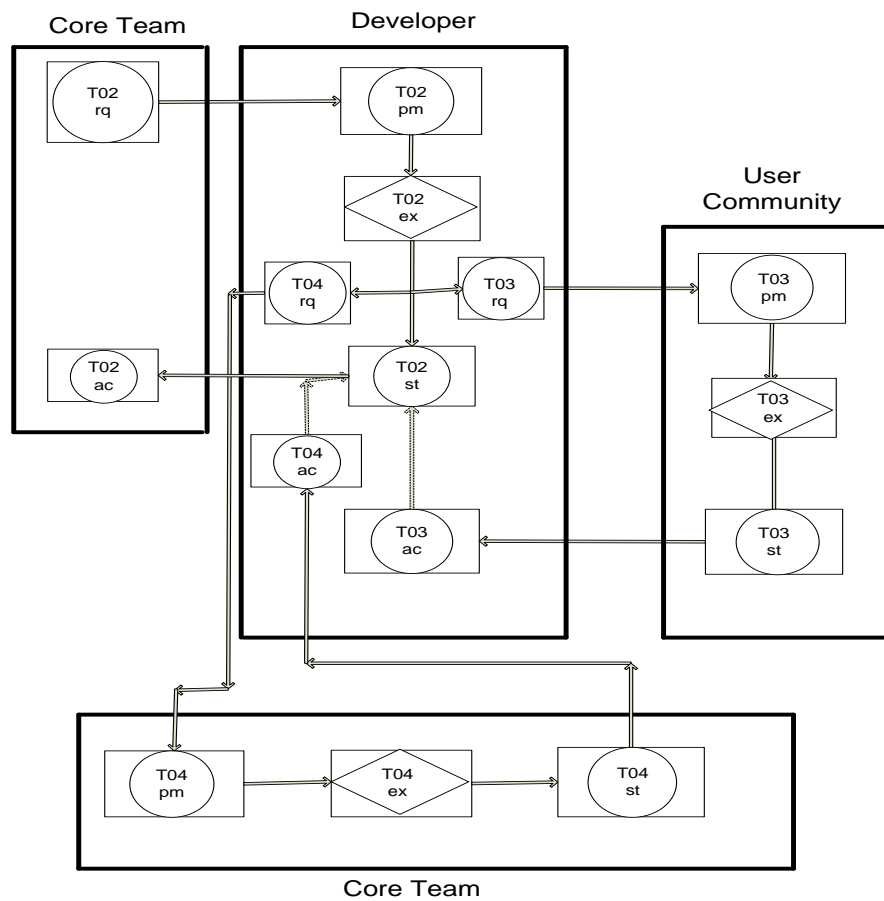 Core Team
Developer
T02
rq
T02
pm
T02
ex
User
Community
T04
rq
T03
rq
T03
pm
T02
ac
T02
st
T03
ex
T04
ac
T03
ac
T03
st
T04
pm
T04
ex
T04
st
Core Team